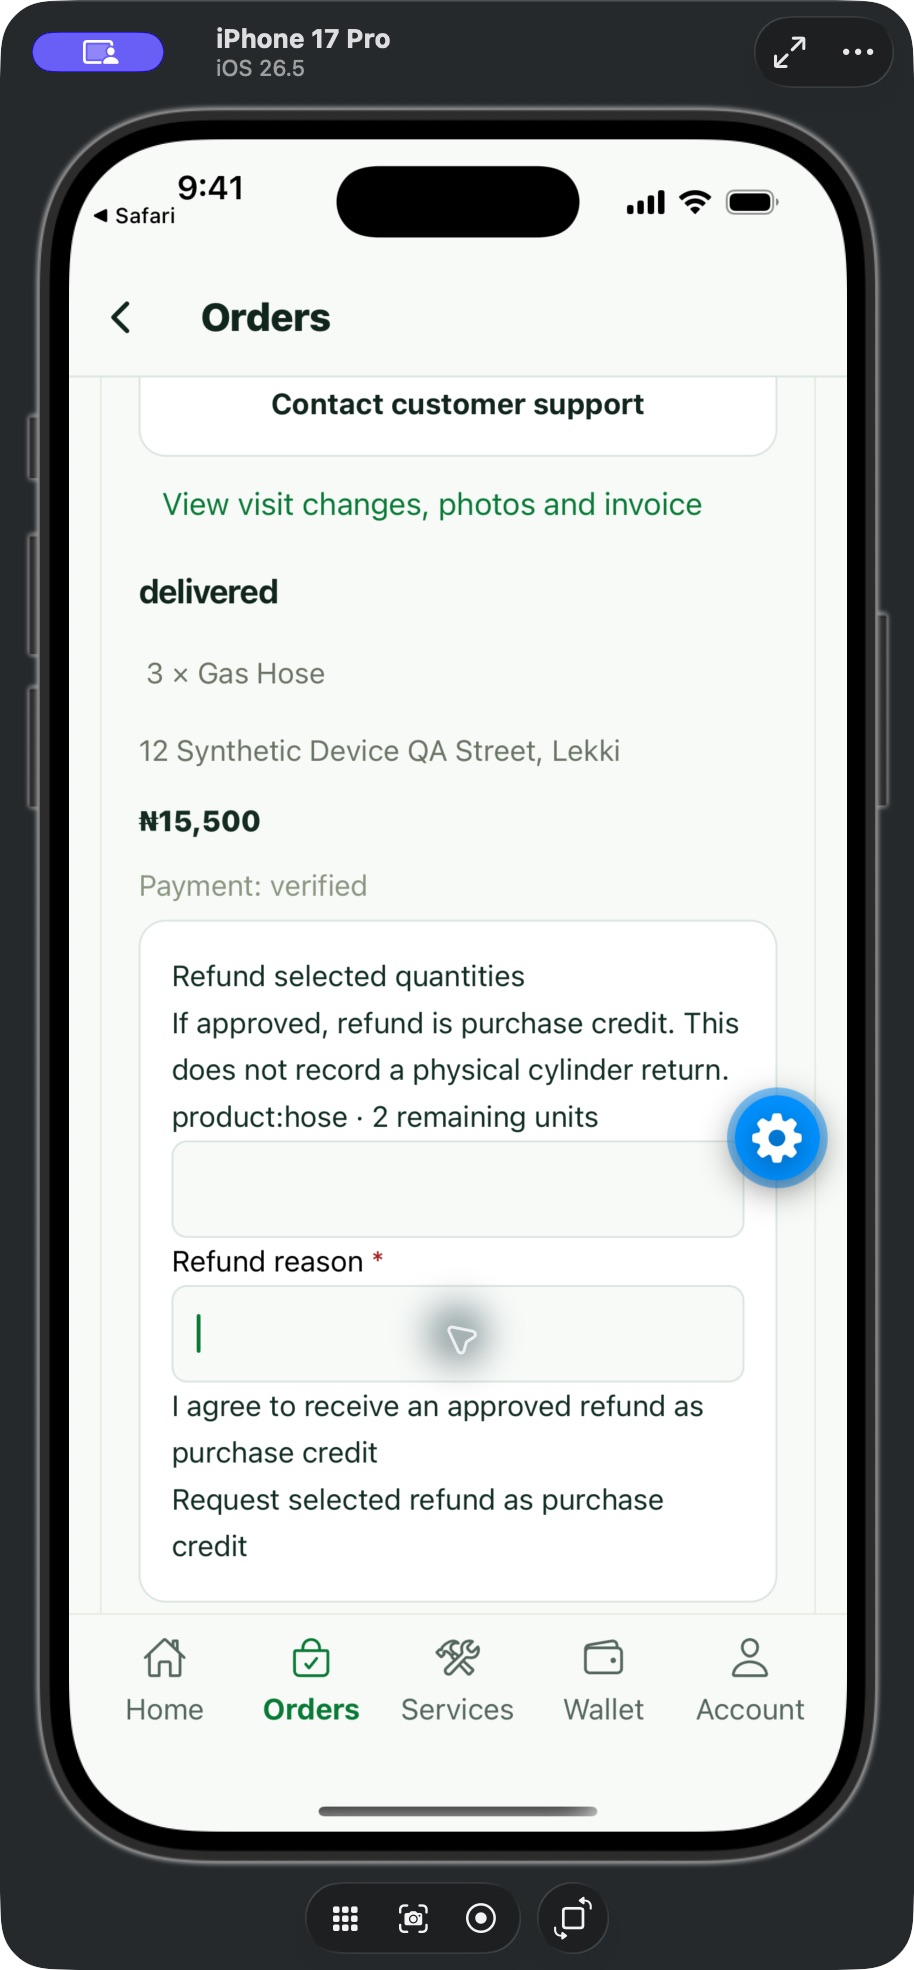 iPhone 17 Pro
iOS 26.5
9:41
◀ Safari
Orders
Contact customer support
View visit changes, photos and invoice
delivered
3 × Gas Hose
12 Synthetic Device QA Street, Lekki
₦15,500
Payment: verified
Refund selected quantities
If approved, refund is purchase credit. This
does not record a physical cylinder return.
product:hose · 2 remaining units
Refund reason *
I agree to receive an approved refund as
purchase credit
Request selected refund as purchase
credit
Home
Orders
Services
Wallet
Account